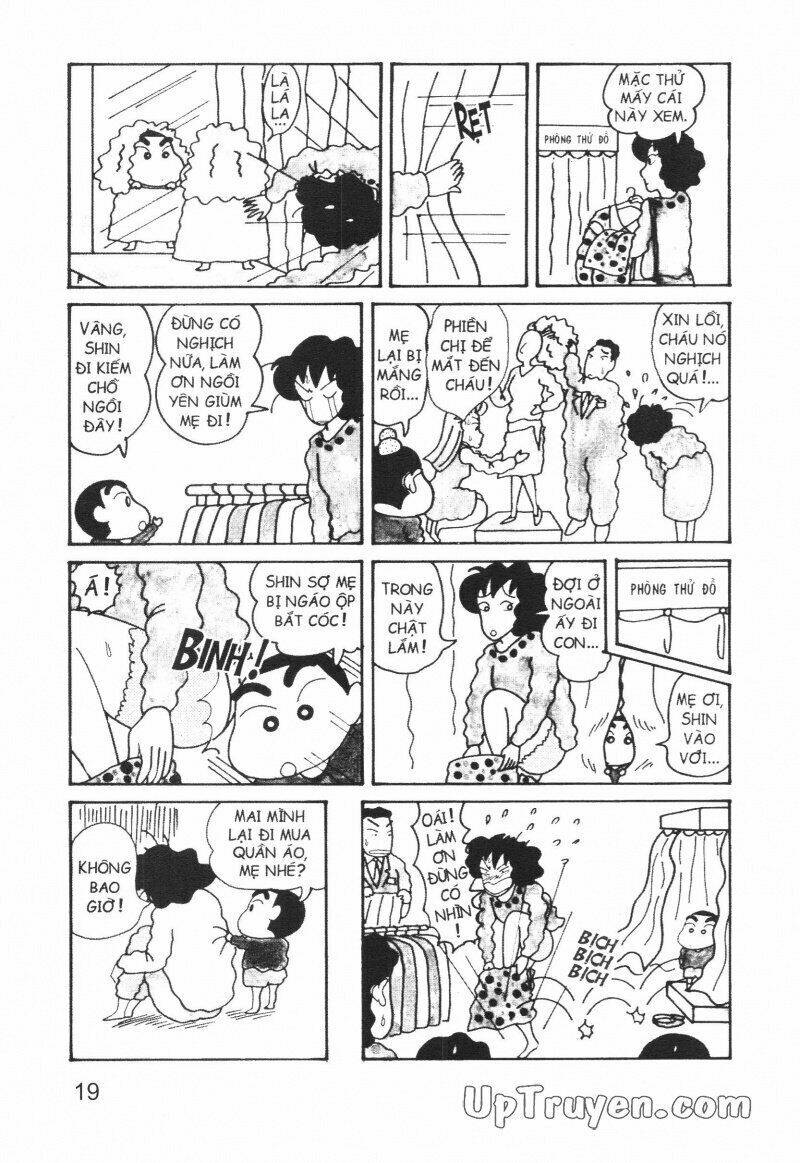 MẶC THỬ
MẤY CÁI
NÀY XEM.
PHÒNG THỬ ĐỒ
RẸT
LÀ
LÁ
LA
...
XIN LỖI,
CHÁU NÓ
NGHỊCH
QUÁ!...
PHIỀN
CHỊ ĐỂ
MẮT ĐẾN
CHÁU!
MẸ
LẠI BỊ
MẮNG
RỒI...
ĐỪNG CÓ
NGHỊCH
NỮA, LÀM
ƠN NGỒI
YÊN GIÙM
MẸ ĐI!
VÂNG,
SHIN
ĐI KIẾM
CHỖ
NGỒI
ĐÂY!
PHÒNG THỬ ĐỒ
MẸ ƠI,
SHIN
VÀO
VỚI...
ĐỢI Ở
NGOÀI
ẤY ĐI
CON...
TRONG
NÀY
CHẬT
LẮM!
SHIN SỢ MẸ
BỊ NGÁO ỘP
BẮT CÓC!
BINH!
Á!
BỊCH
BỊCH
BỊCH
OÁI!
LÀM
ƠN
ĐỪNG
CÓ
NHÌN!
MAI MÌNH
LẠI ĐI MUA
QUẦN ÁO,
MẸ NHÉ?
KHÔNG
BAO
GIỜ!
19
UpTruyen.com